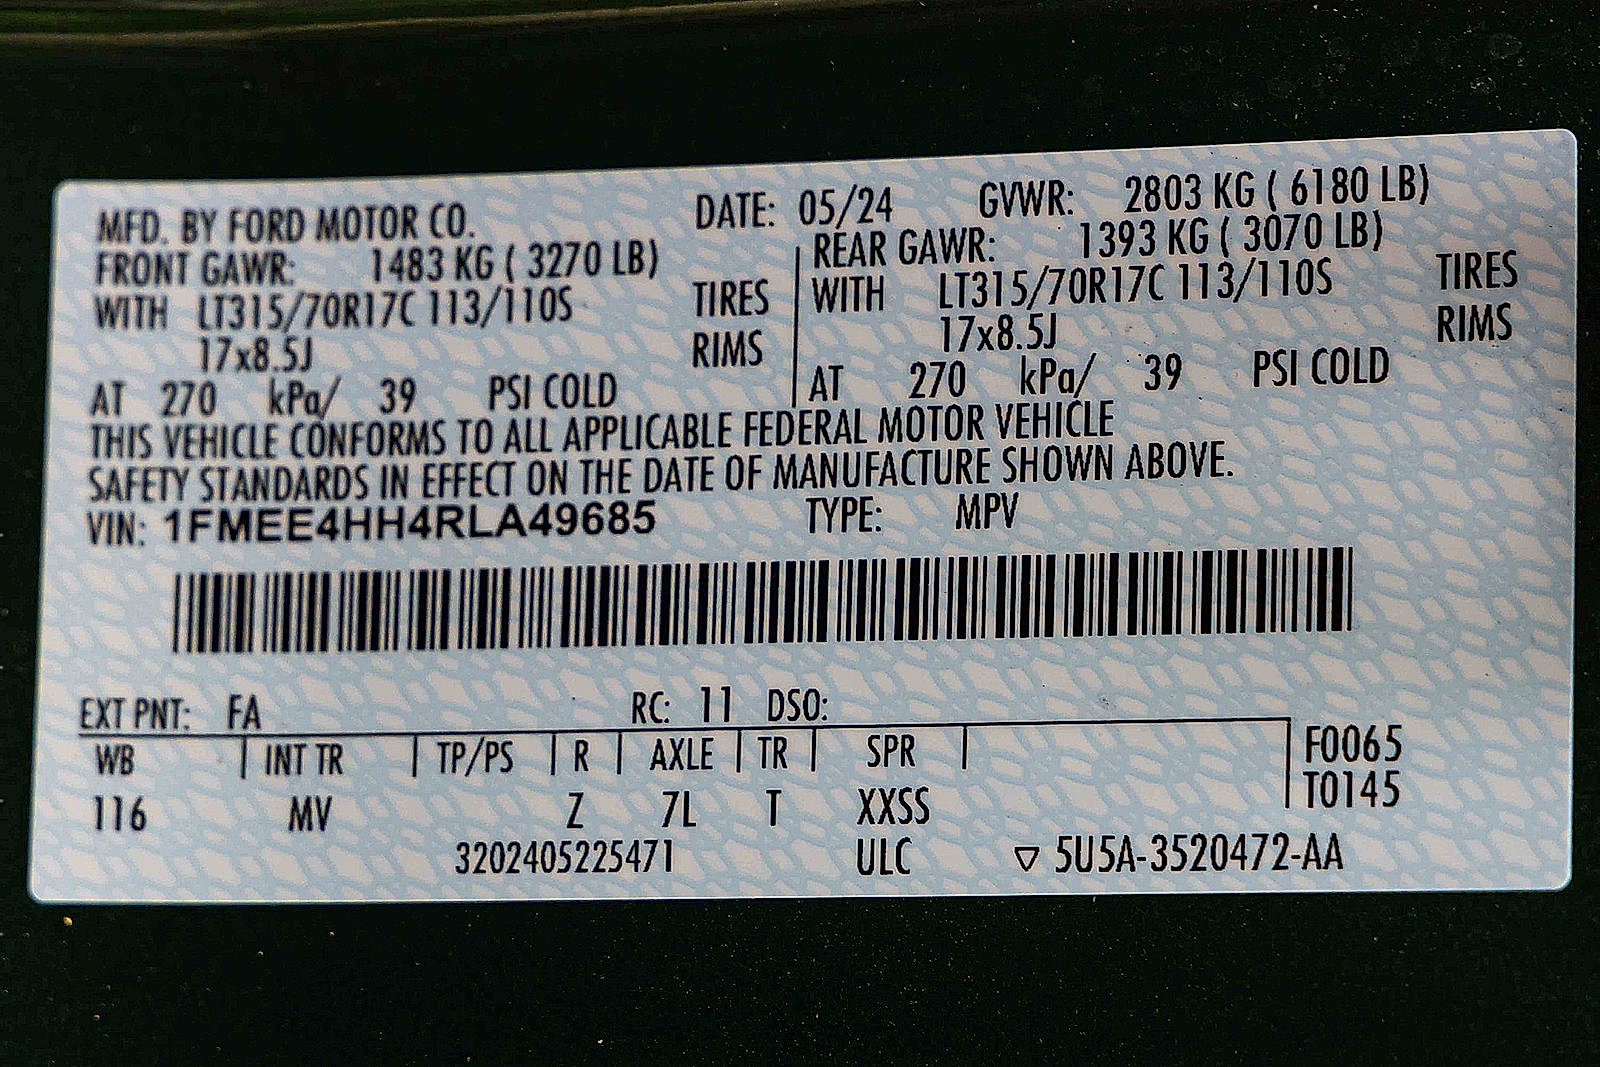 MFD. BY FORD MOTOR CO. DATE: 05/24 GVWR: 2803 KG ( 6180 LB)
FRONT GAWR: 1483 KG ( 3270 LB) REAR GAWR: 1393 KG ( 3070 LB)
WITH LT315/70R17C 113/110S TIRES WITH LT315/70R17C 113/110S TIRES
17x8.5J RIMS 17x8.5J RIMS
AT 270 kPa/ 39 PSI COLD AT 270 kPa/ 39 PSI COLD
THIS VEHICLE CONFORMS TO ALL APPLICABLE FEDERAL MOTOR VEHICLE
SAFETY STANDARDS IN EFFECT ON THE DATE OF MANUFACTURE SHOWN ABOVE.
VIN: 1FMEE4HH4RLA49685 TYPE: MPV
EXT PNT: FA RC: 11 DSO:
WB INT TR TP/PS R AXLE TR SPR F0065
T0145
116 MV Z 7L T XXSS
3202405225471 ULC ▽ 5U5A-3520472-AA